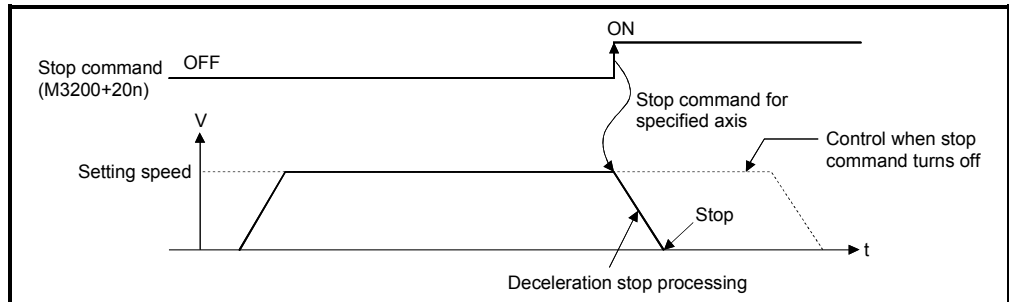 ON
OFF
Stop command
(M3200+20n)
Stop command for
specified axis
V
Control when stop
command turns off
Setting speed
Stop
t
Deceleration stop processing